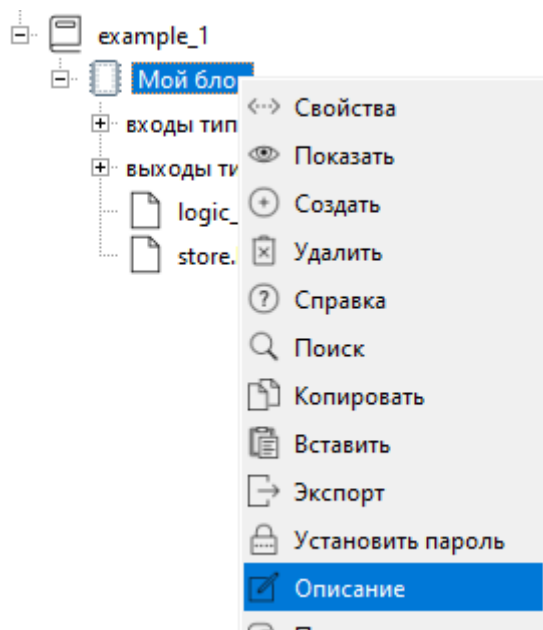 example_1
Мой бло
Свойства
входы тип
Показать
выходы ти
Создать
logic_
Удалить
store.
Справка
Поиск
Копировать
Вставить
Экспорт
Установить пароль
Описание